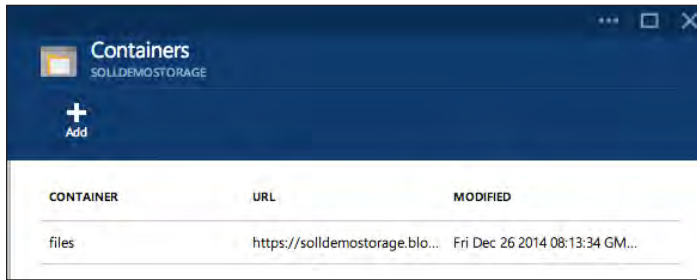 Containers
SOLLDEMOSTORAGE
Add
CONTAINER URL MODIFIED
files https://solldemostorage.blo... Fri Dec 26 2014 08:13:34 GM...